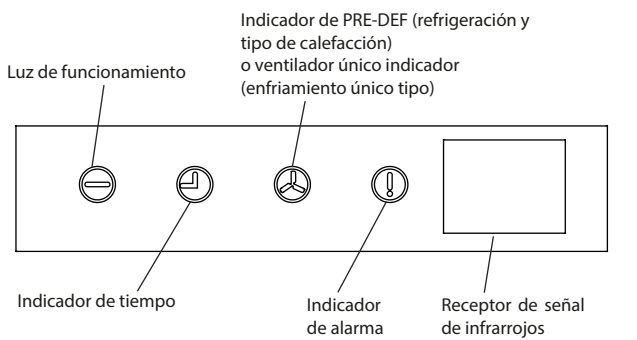 Indicador de PRE-DEF (refrigeración y
tipo de calefacción)
o ventilador único indicador
(enfriamiento único tipo)
Luz de funcionamiento
Indicador de tiempo
Indicador
de alarma
Receptor de señal
de infrarrojos